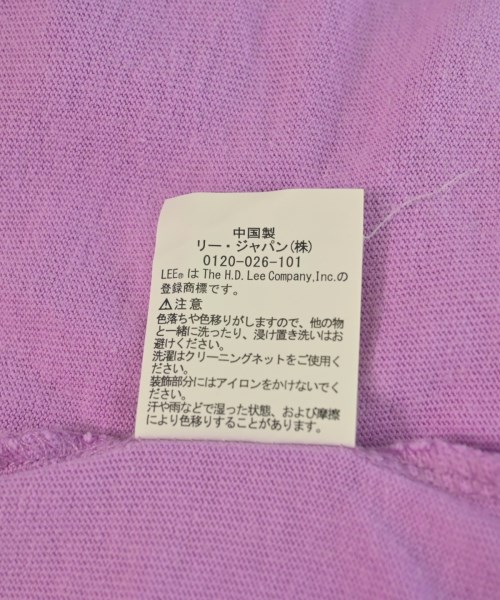 中国製
リー・ジャパン(株)
0120-026-101
LEE®は The H.D. Lee Company,Inc.の
登録商標です。
⚠注意
色落ちや色移りがしますので、他の物
と一緒に洗ったり、浸け置き洗いはお
避けください。
洗濯はクリーニングネットをご使用く
ださい。
装飾部分にはアイロンをかけないでく
ださい。
汗や雨などで湿った状態、および摩擦
により色移りすることがあります。